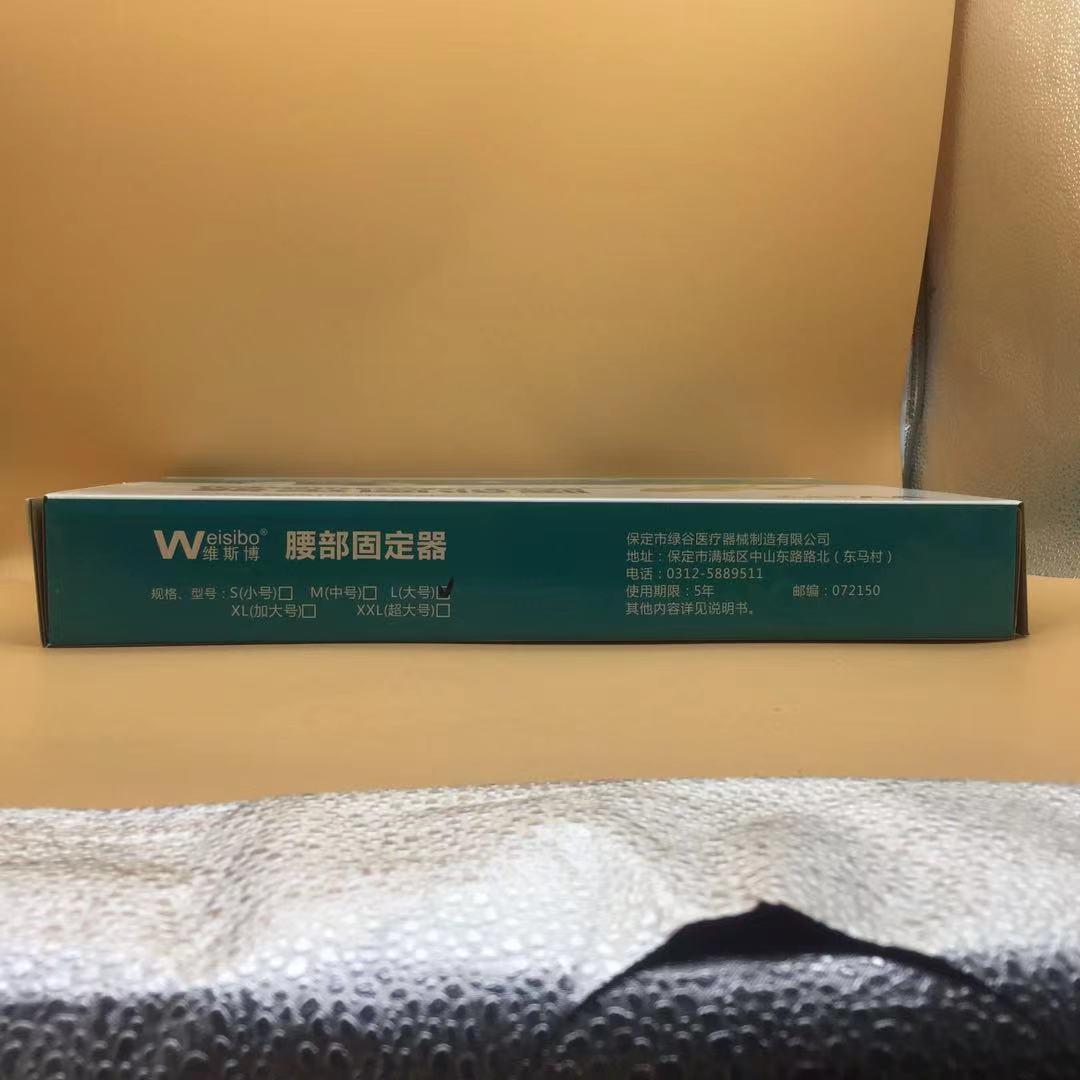 Weisibo®
维斯博
腰部固定器
规格、型号：S(小号)□ M(中号)□ L(大号)☑
XL(加大号)□ XXL(超大号)□
保定市绿谷医疗器械制造有限公司
地址：保定市满城区中山东路路北（东马村）
电话：0312-5889511
使用期限：5年 邮编：072150
其他内容详见说明书。